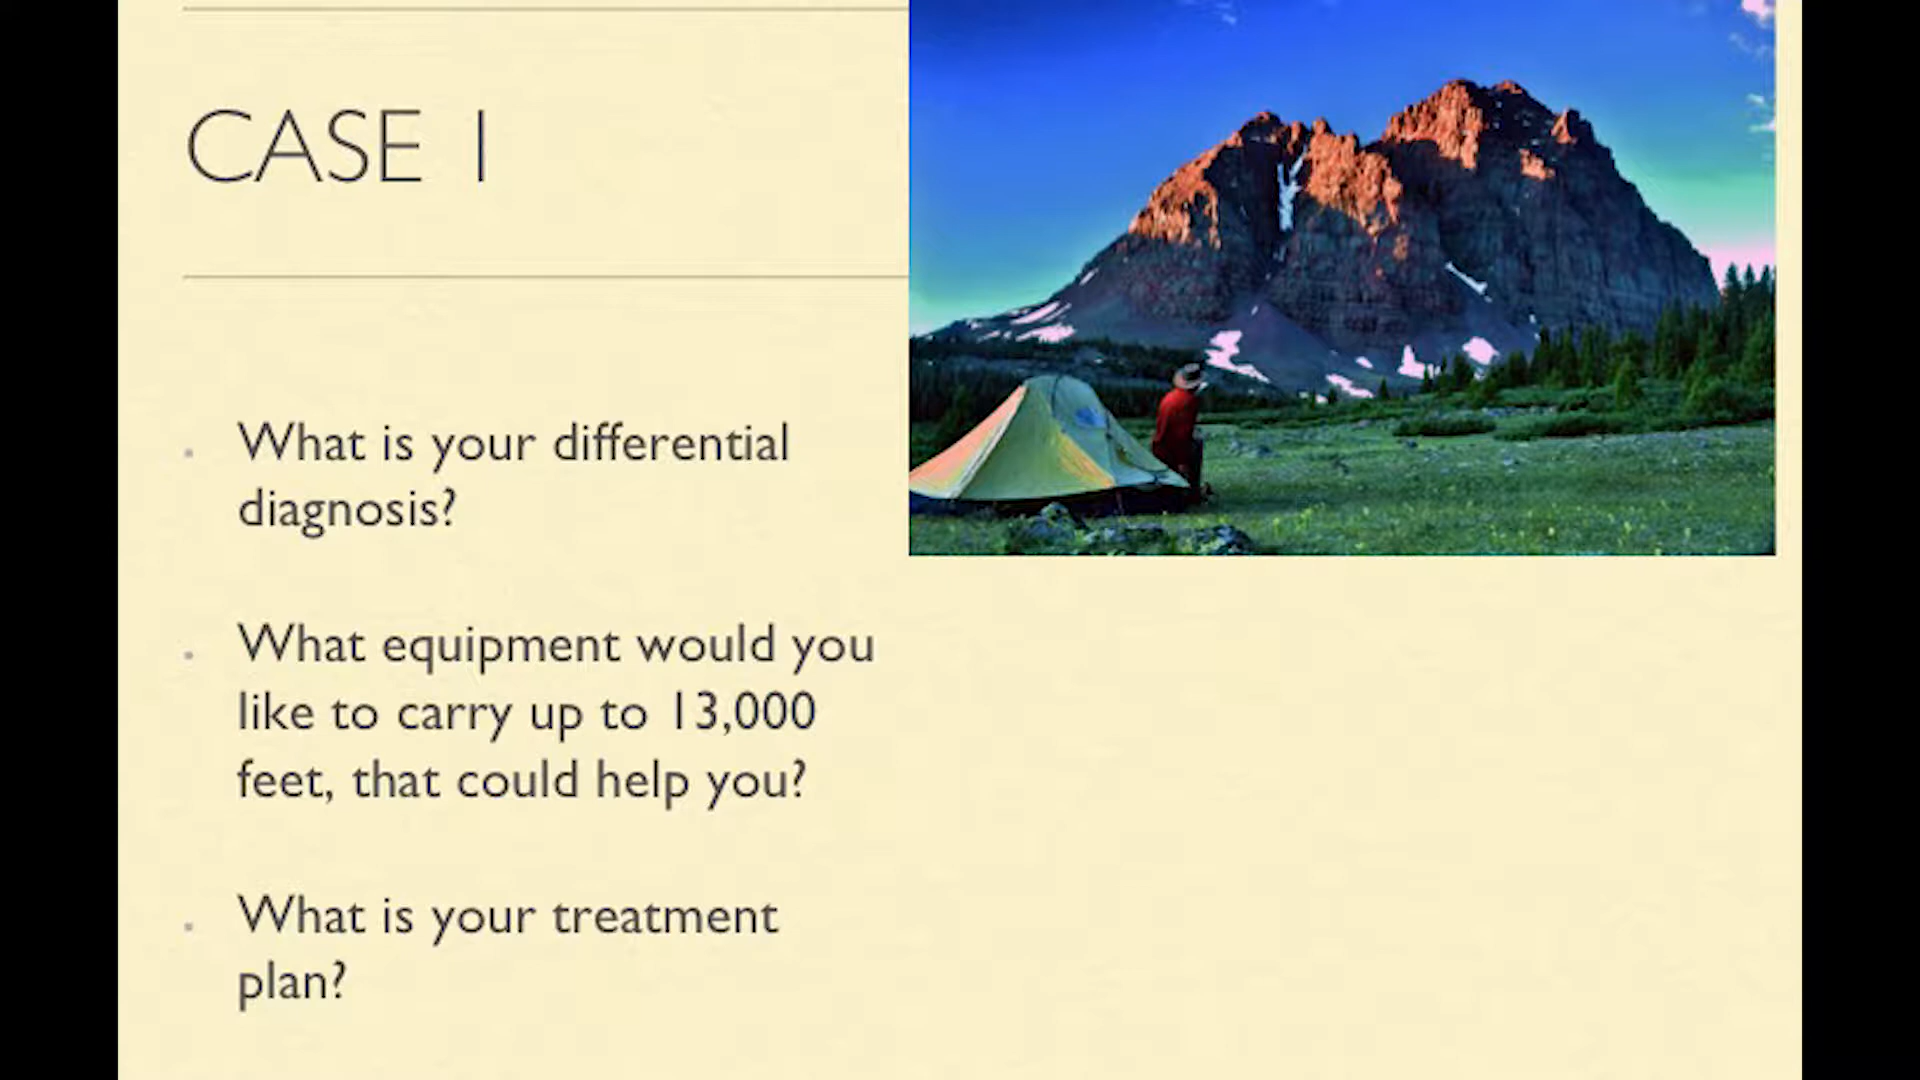 CASE 1
What is your differential
diagnosis?
What equipment would you
like to carry up to 13,000
feet, that could help you?
What is your treatment
plan?